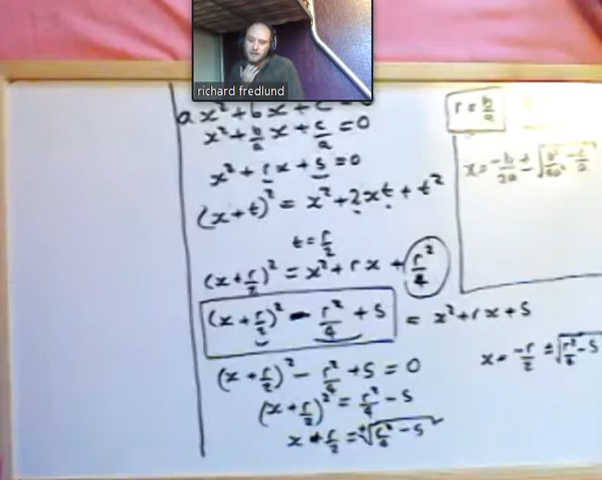 richard fredlund
ax² + bx + c = 0
x² + b/a x + c/a = 0
x² + rx + s = 0
(x+t)² = x² + 2xt + t²
t = r/2
(x + r/2)² = x² + rx + r²/4
(x + r/2)² - r²/4 + s = x² + rx + s
(x + r/2)² - r²/4 + s = 0
(x + r/2)² = r²/4 - s
x + r/2 = ±√(r²/4 - s)
r = b/a
x = -b/2a ± √(b²/4a² - c/a)
x = -r/2 ± √(r²/4 - s)